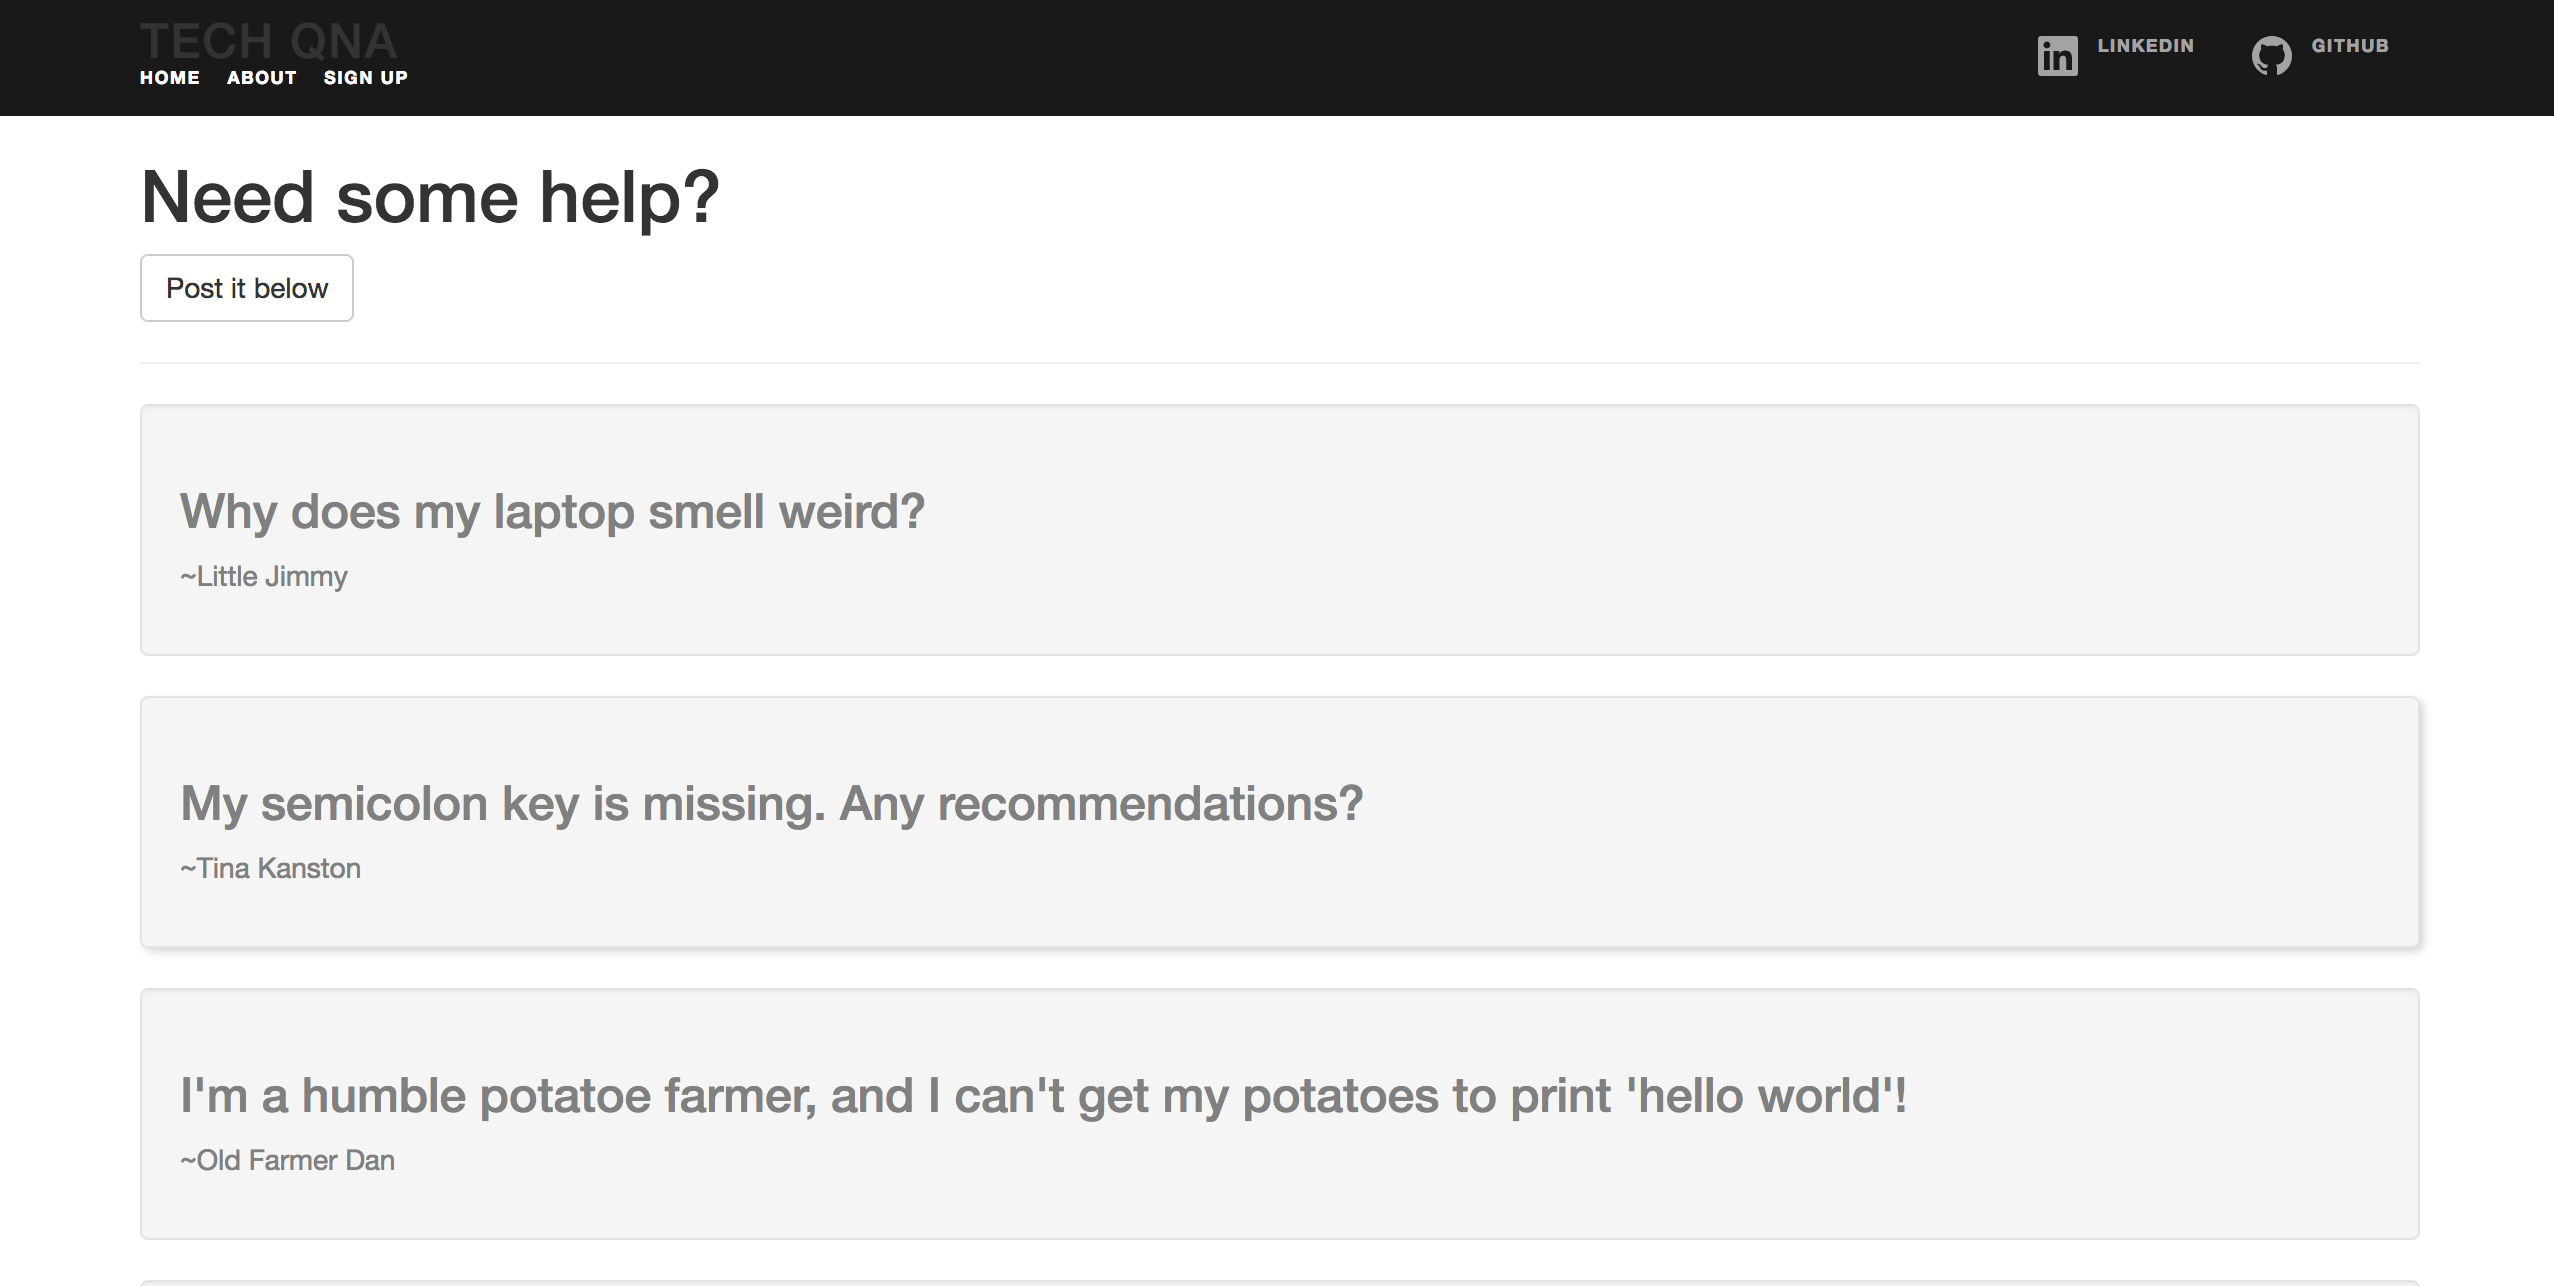 TECH QNA
HOME ABOUT SIGN UP
LINKEDIN GITHUB
Need some help?
Post it below
Why does my laptop smell weird?
~Little Jimmy
My semicolon key is missing. Any recommendations?
~Tina Kanston
I'm a humble potatoe farmer, and I can't get my potatoes to print 'hello world'!
~Old Farmer Dan